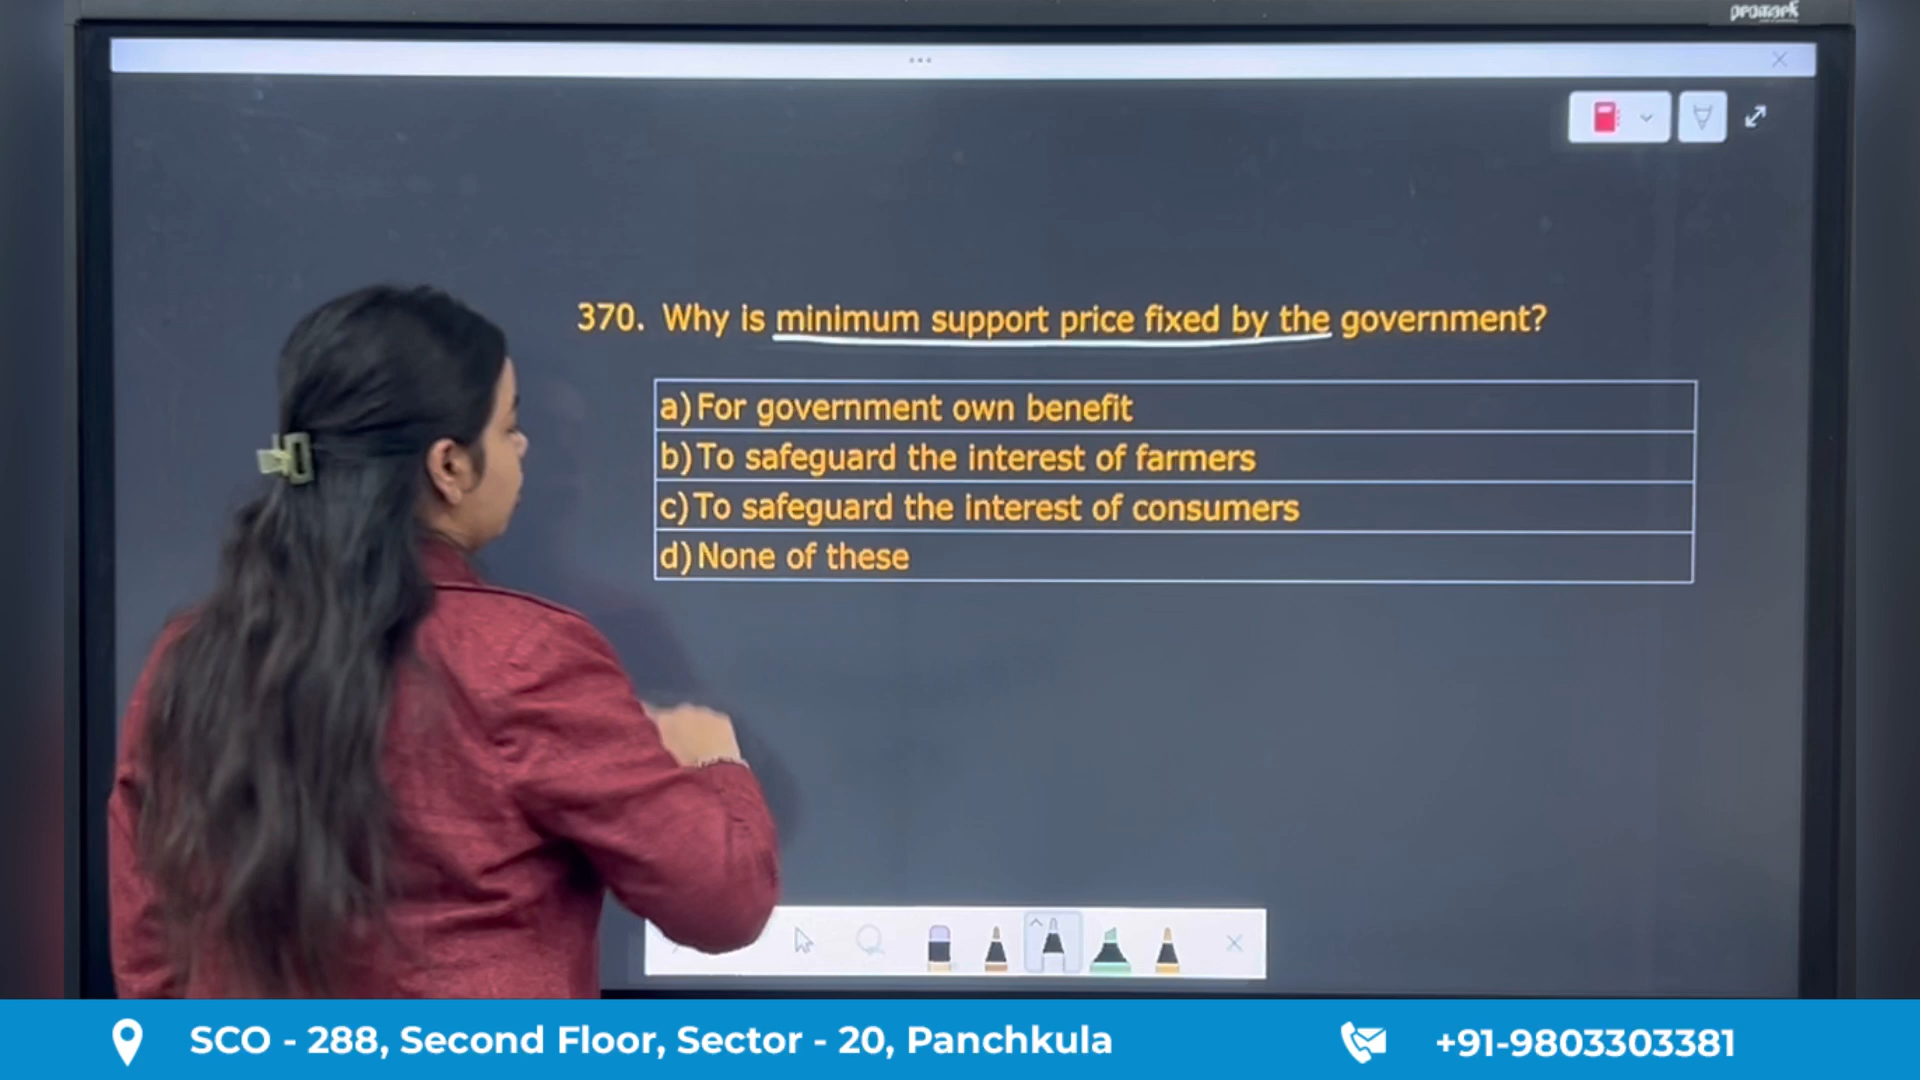 promark
370. Why is minimum support price fixed by the government?
a) For government own benefit
b) To safeguard the interest of farmers
c) To safeguard the interest of consumers
d) None of these
SCO - 288, Second Floor, Sector - 20, Panchkula
+91-9803303381